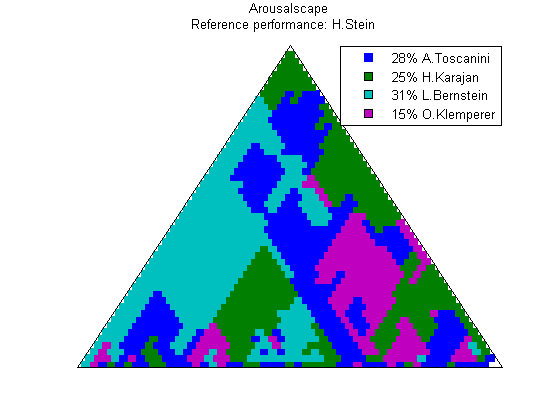 Arousalscape
Reference performance: H.Stein
28% A.Toscanini
25% H.Karajan
31% L.Bernstein
15% O.Klemperer